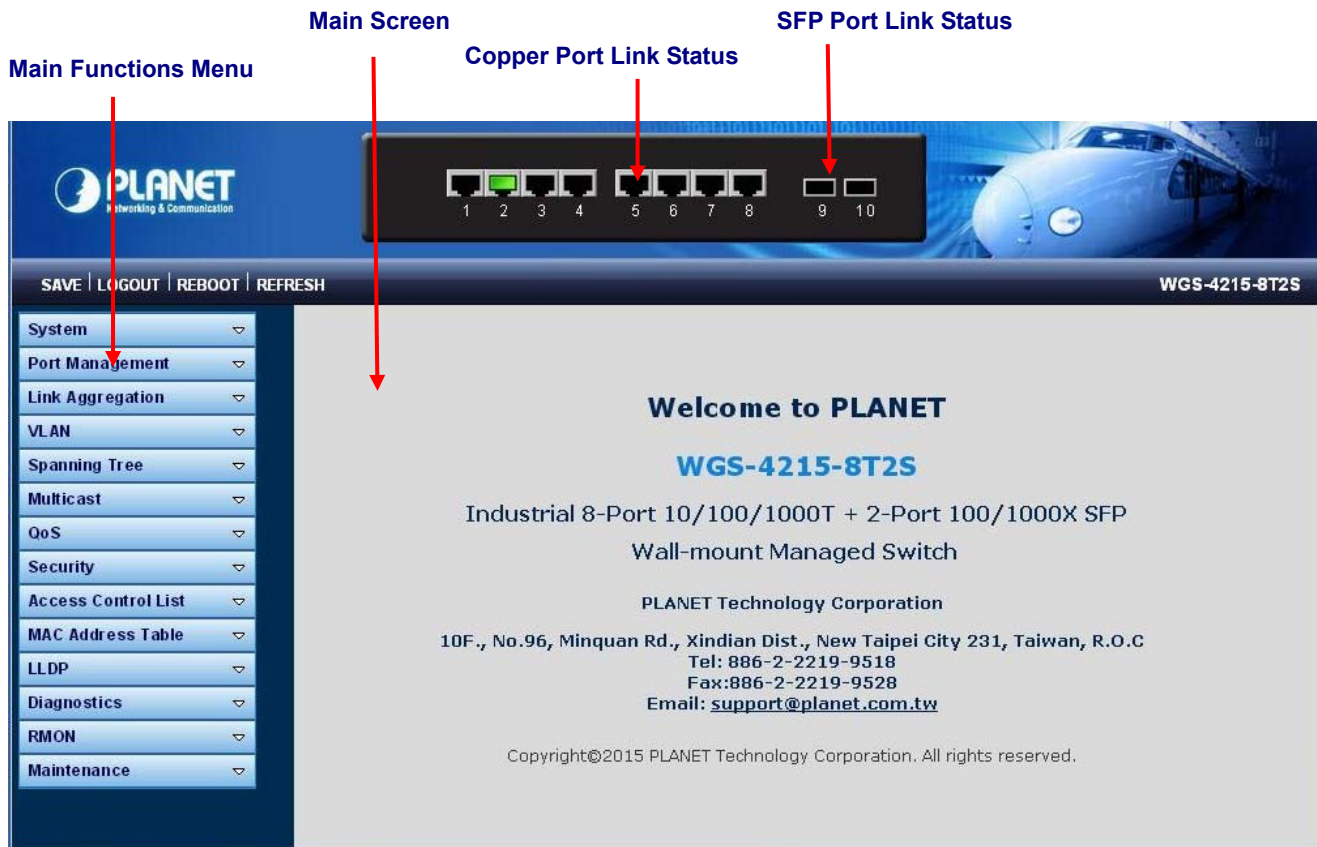 Main Screen
SFP Port Link Status
Copper Port Link Status
Main Functions Menu
PLANET
Networking & Communication
1 2 3 4 5 6 7 8 9 10
SAVE | LOGOUT | REBOOT | REFRESH
WGS-4215-8T2S
System
Port Management
Link Aggregation
VLAN
Spanning Tree
Multicast
QoS
Security
Access Control List
MAC Address Table
LLDP
Diagnostics
RMON
Maintenance
Welcome to PLANET
WGS-4215-8T2S
Industrial 8-Port 10/100/1000T + 2-Port 100/1000X SFP
Wall-mount Managed Switch
PLANET Technology Corporation
10F., No.96, Minquan Rd., Xindian Dist., New Taipei City 231, Taiwan, R.O.C
Tel: 886-2-2219-9518
Fax:886-2-2219-9528
Email: support@planet.com.tw
Copyright©2015 PLANET Technology Corporation. All rights reserved.